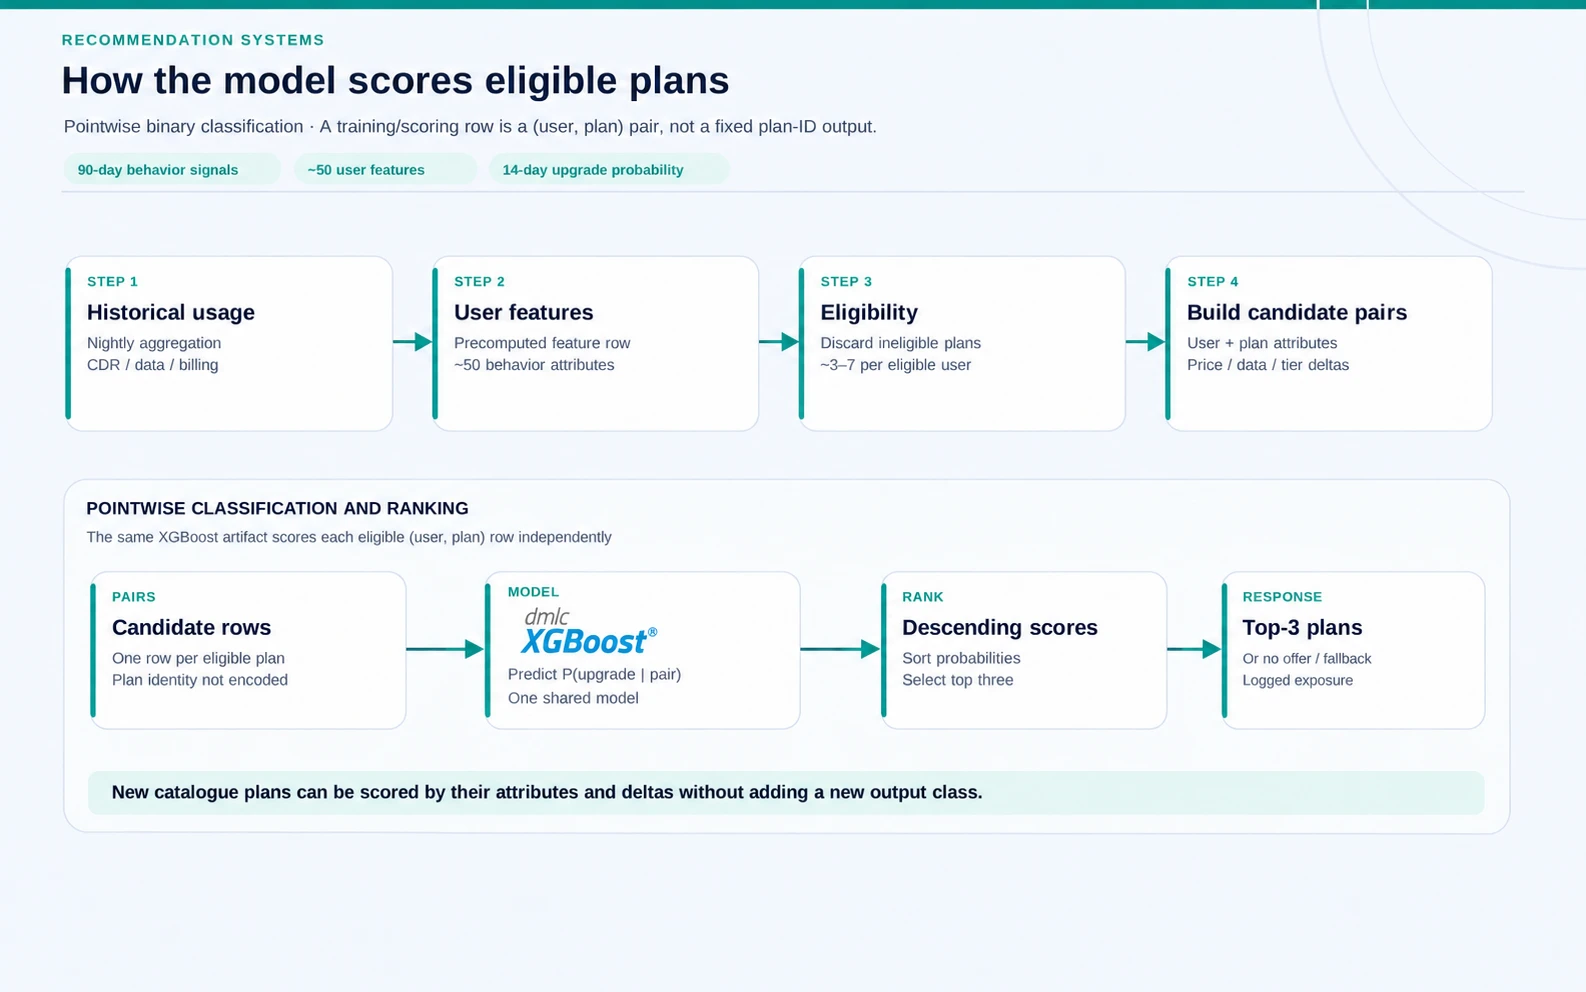 RECOMMENDATION SYSTEMS
How the model scores eligible plans
Pointwise binary classification · A training/scoring row is a (user, plan) pair, not a fixed plan-ID output.
90-day behavior signals
~50 user features
14-day upgrade probability
STEP 1
Historical usage
Nightly aggregation
CDR / data / billing
STEP 2
User features
Precomputed feature row
~50 behavior attributes
STEP 3
Eligibility
Discard ineligible plans
~3–7 per eligible user
STEP 4
Build candidate pairs
User + plan attributes
Price / data / tier deltas
POINTWISE CLASSIFICATION AND RANKING
The same XGBoost artifact scores each eligible (user, plan) row independently
PAIRS
Candidate rows
One row per eligible plan
Plan identity not encoded
MODEL
dmlc
XGBoost®
Predict P(upgrade | pair)
One shared model
RANK
Descending scores
Sort probabilities
Select top three
RESPONSE
Top-3 plans
Or no offer / fallback
Logged exposure
New catalogue plans can be scored by their attributes and deltas without adding a new output class.